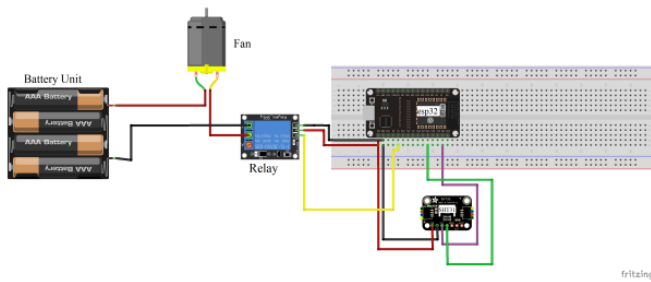 Fan
Battery Unit
AAA Battery
AAA Battery
AAA Battery
AAA Battery
esp32
Relay
fritzing